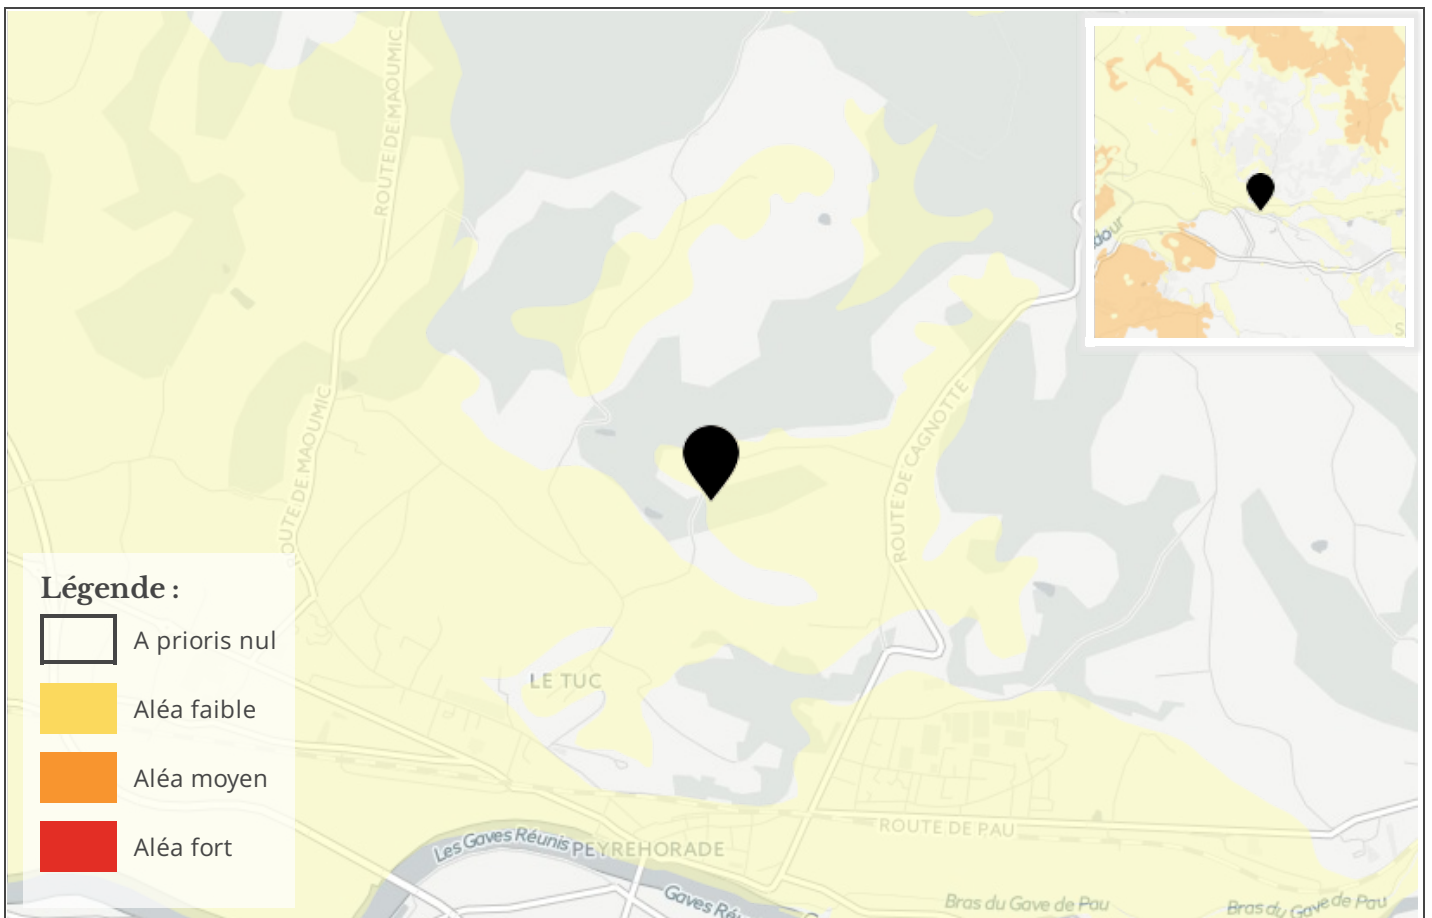 ROUTE DE MAOUMIC
ROUTE DE MAOUMIC
ROUTE DE CAGNOTTE
LE TUC
Les Gaves Réunis
PEYREHORADE
ROUTE DE PAU
Bras du Gave de Pau
Bras du Gave de Pau
Légende :
A prioris nul
Aléa faible
Aléa moyen
Aléa fort